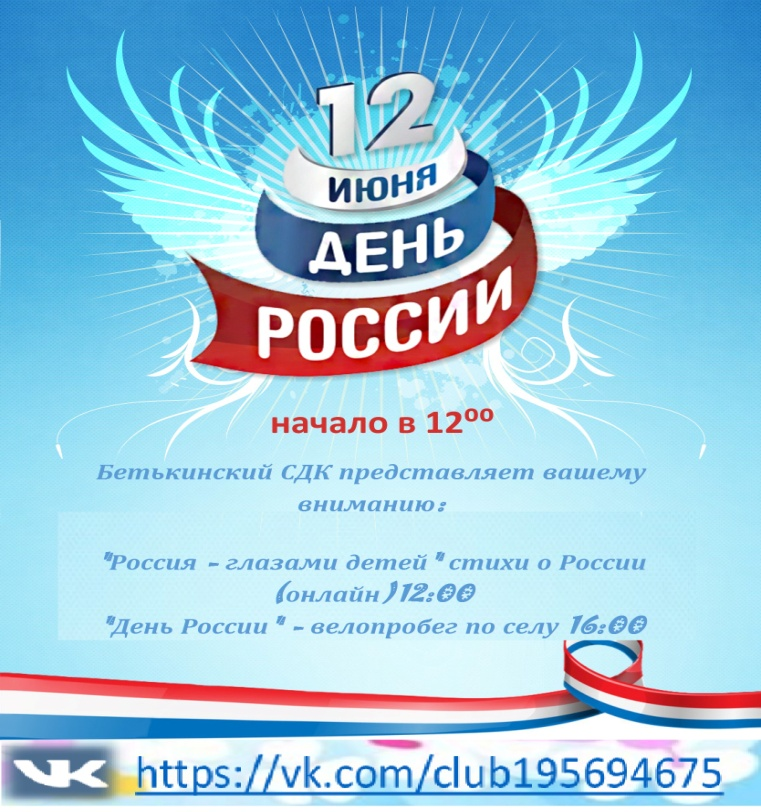 12
ИЮНЯ
ДЕНЬ
РОССИИ
начало в 12⁰⁰
Бетькинский СДК представляет вашему
вниманию:
"Россия - глазами детей" стихи о России
(онлайн) 12:00
"День России" - велопробег по селу 16:00
https://vk.com/club195694675